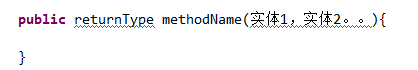 public returnType methodName(实体1，实体2。。){
}